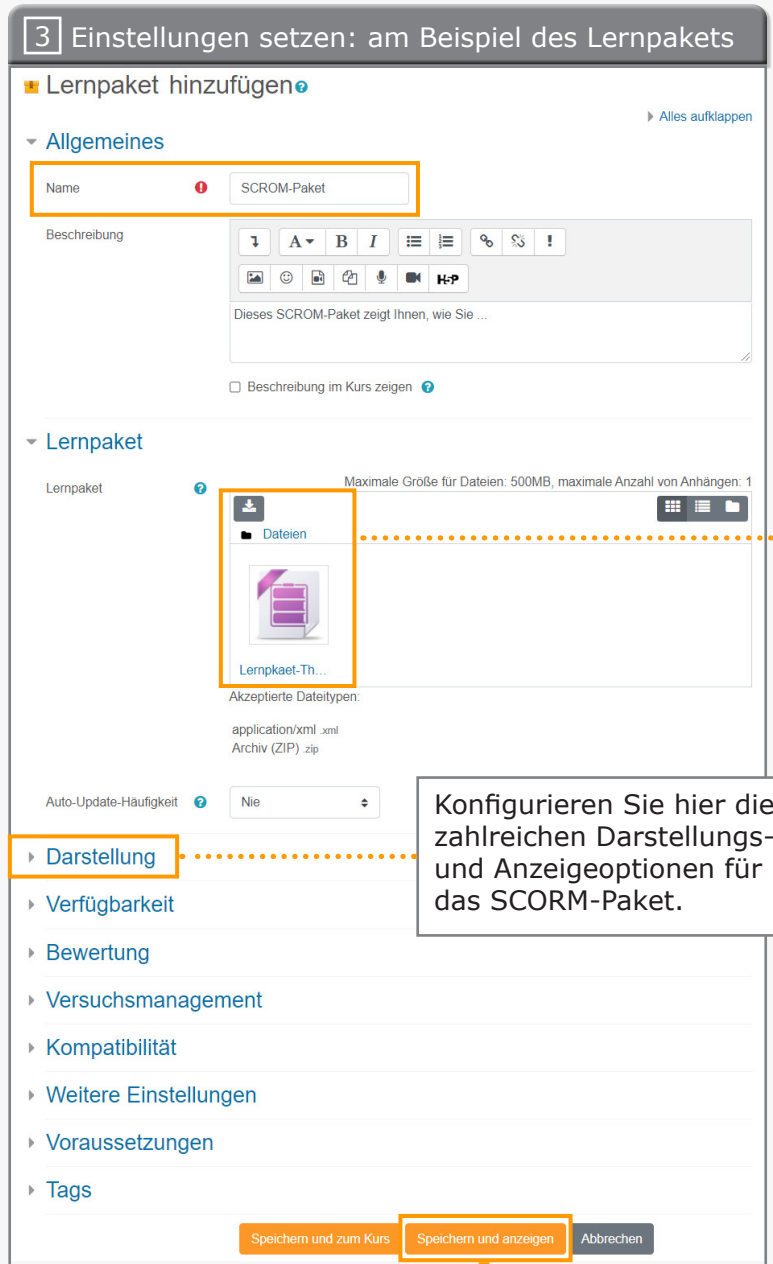 3 Einstellungen setzen: am Beispiel des Lernpakets
Lernpaket hinzufügen
Alles aufklappen
Allgemeines
Name
SCROM-Paket
Beschreibung
A B I
H5P
Dieses SCROM-Paket zeigt Ihnen, wie Sie ...
Beschreibung im Kurs zeigen
Lernpaket
Lernpaket
Maximale Größe für Dateien: 500MB, maximale Anzahl von Anhängen: 1
Dateien
Lernpkaet-Th...
Akzeptierte Dateitypen:
application/xml .xml
Archiv (ZIP) .zip
Auto-Update-Häufigkeit
Nie
Konfigurieren Sie hier die
zahlreichen Darstellungs-
und Anzeigeoptionen für
das SCORM-Paket.
Darstellung
Verfügbarkeit
Bewertung
Versuchsmanagement
Kompatibilität
Weitere Einstellungen
Voraussetzungen
Tags
Speichern und zum Kurs Speichern und anzeigen Abbrechen